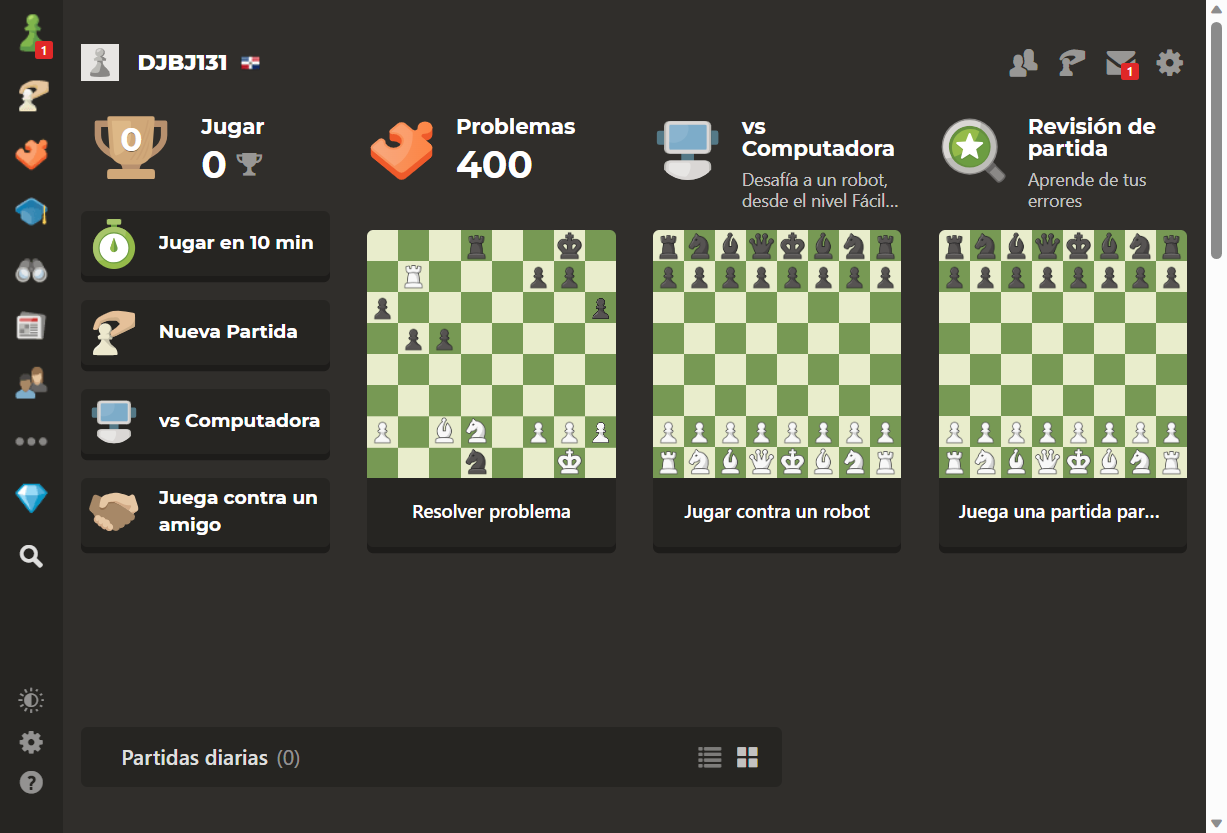 1
DJBJ131
1
0
Jugar
0
Problemas
400
vs
Computadora
Desafía a un robot,
desde el nivel Fácil...
Revisión de
partida
Aprende de tus
errores
Jugar en 10 min
Nueva Partida
vs Computadora
Juega contra un
amigo
Resolver problema
Jugar contra un robot
Juega una partida par...
Partidas diarias (0)
?